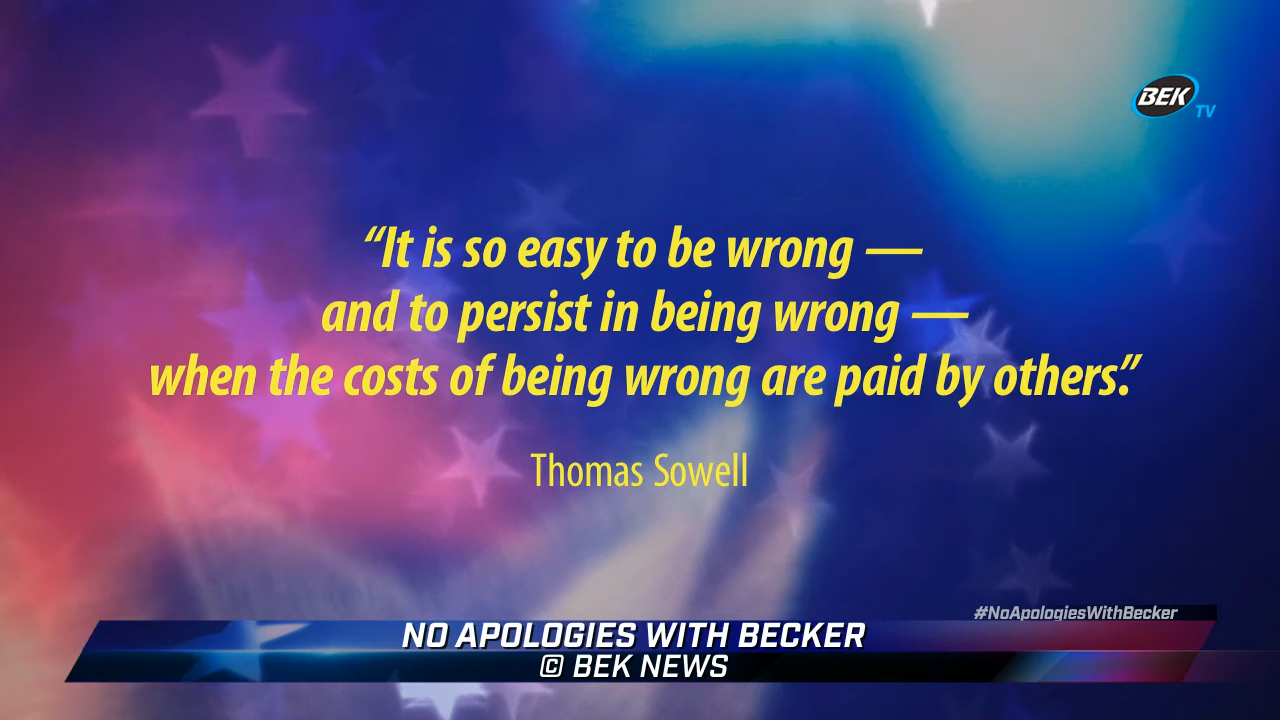 BEK TV
“It is so easy to be wrong —
and to persist in being wrong —
when the costs of being wrong are paid by others.”
Thomas Sowell
#NoApologiesWithBecker
NO APOLOGIES WITH BECKER
© BEK NEWS